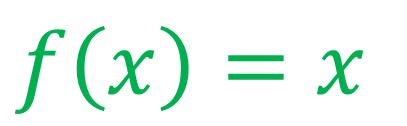 f(x) = x